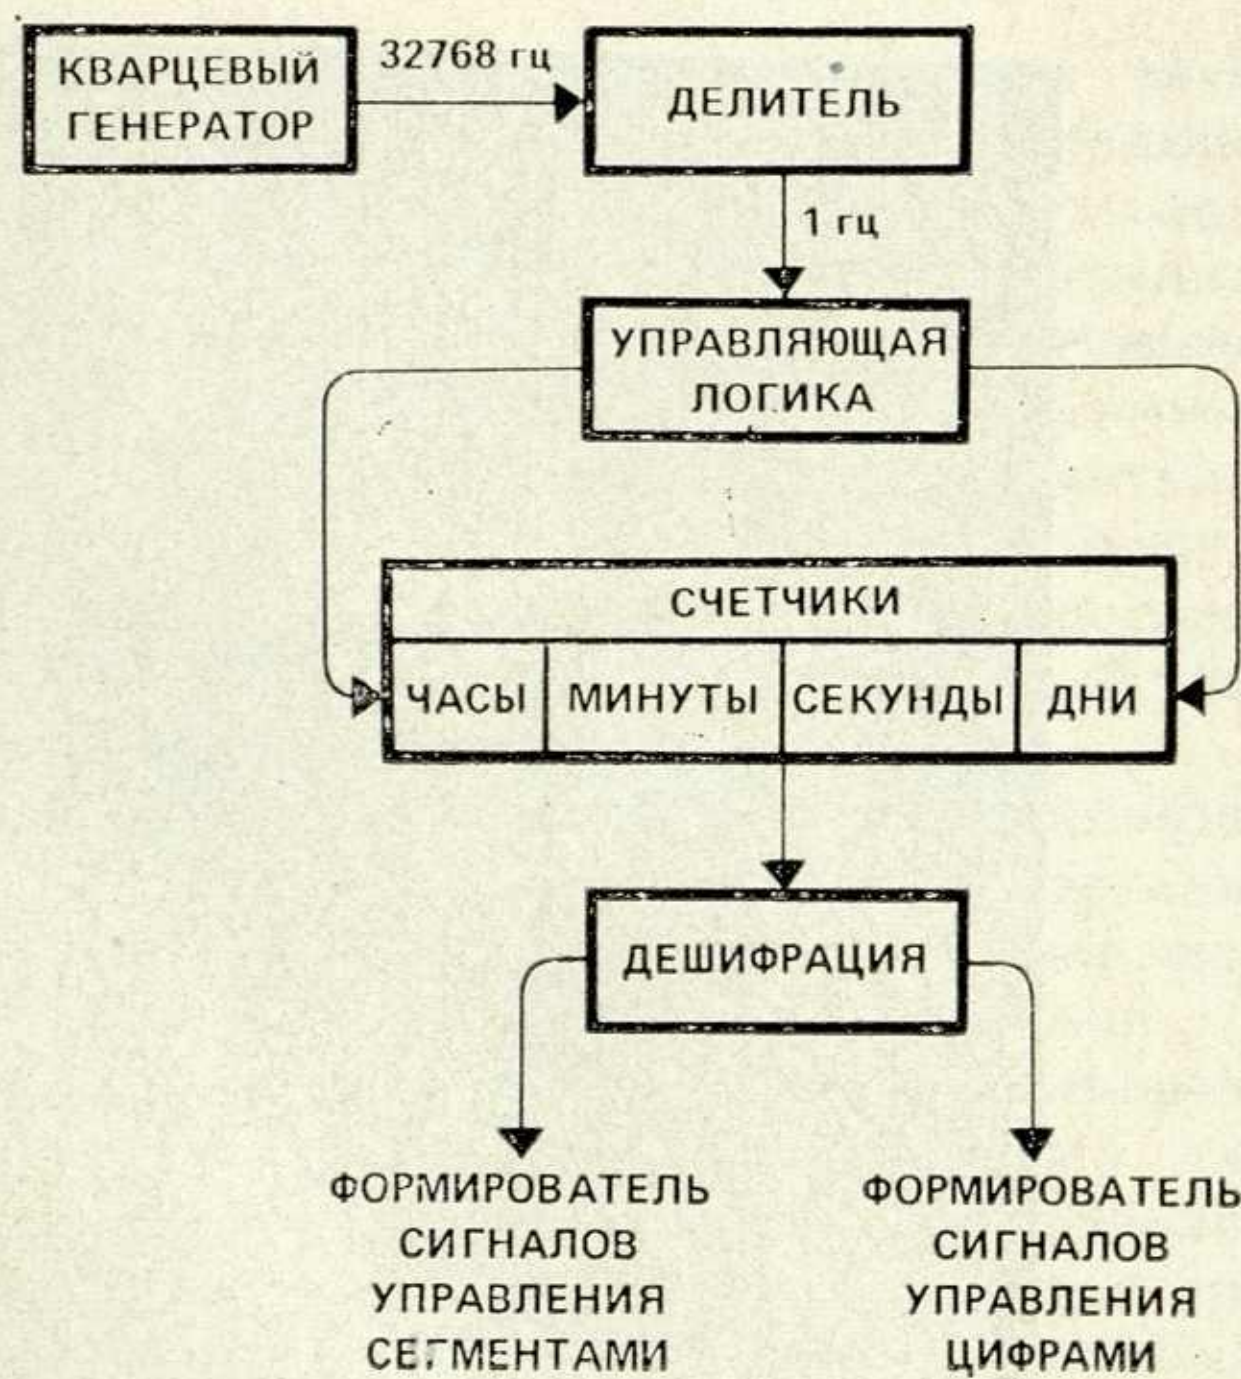 КВАРЦЕВЫЙ
ГЕНЕРАТОР
32768 гц
ДЕЛИТЕЛЬ
1 гц
УПРАВЛЯЮЩАЯ
ЛОГИКА
СЧЕТЧИКИ
ЧАСЫ МИНУТЫ СЕКУНДЫ ДНИ
ДЕШИФРАЦИЯ
ФОРМИРОВАТЕЛЬ
СИГНАЛОВ
УПРАВЛЕНИЯ
СЕГМЕНТАМИ
ФОРМИРОВАТЕЛЬ
СИГНАЛОВ
УПРАВЛЕНИЯ
ЦИФРАМИ